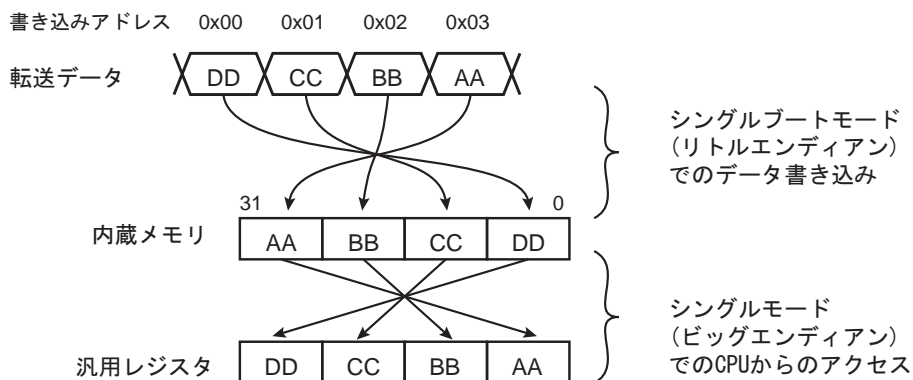 書き込みアドレス 0x00 0x01 0x02 0x03
転送データ DD CC BB AA
シングルブートモード
(リトルエンディアン)
でのデータ書き込み
31 0
内蔵メモリ AA BB CC DD
シングルモード
(ビッグエンディアン)
でのCPUからのアクセス
汎用レジスタ DD CC BB AA